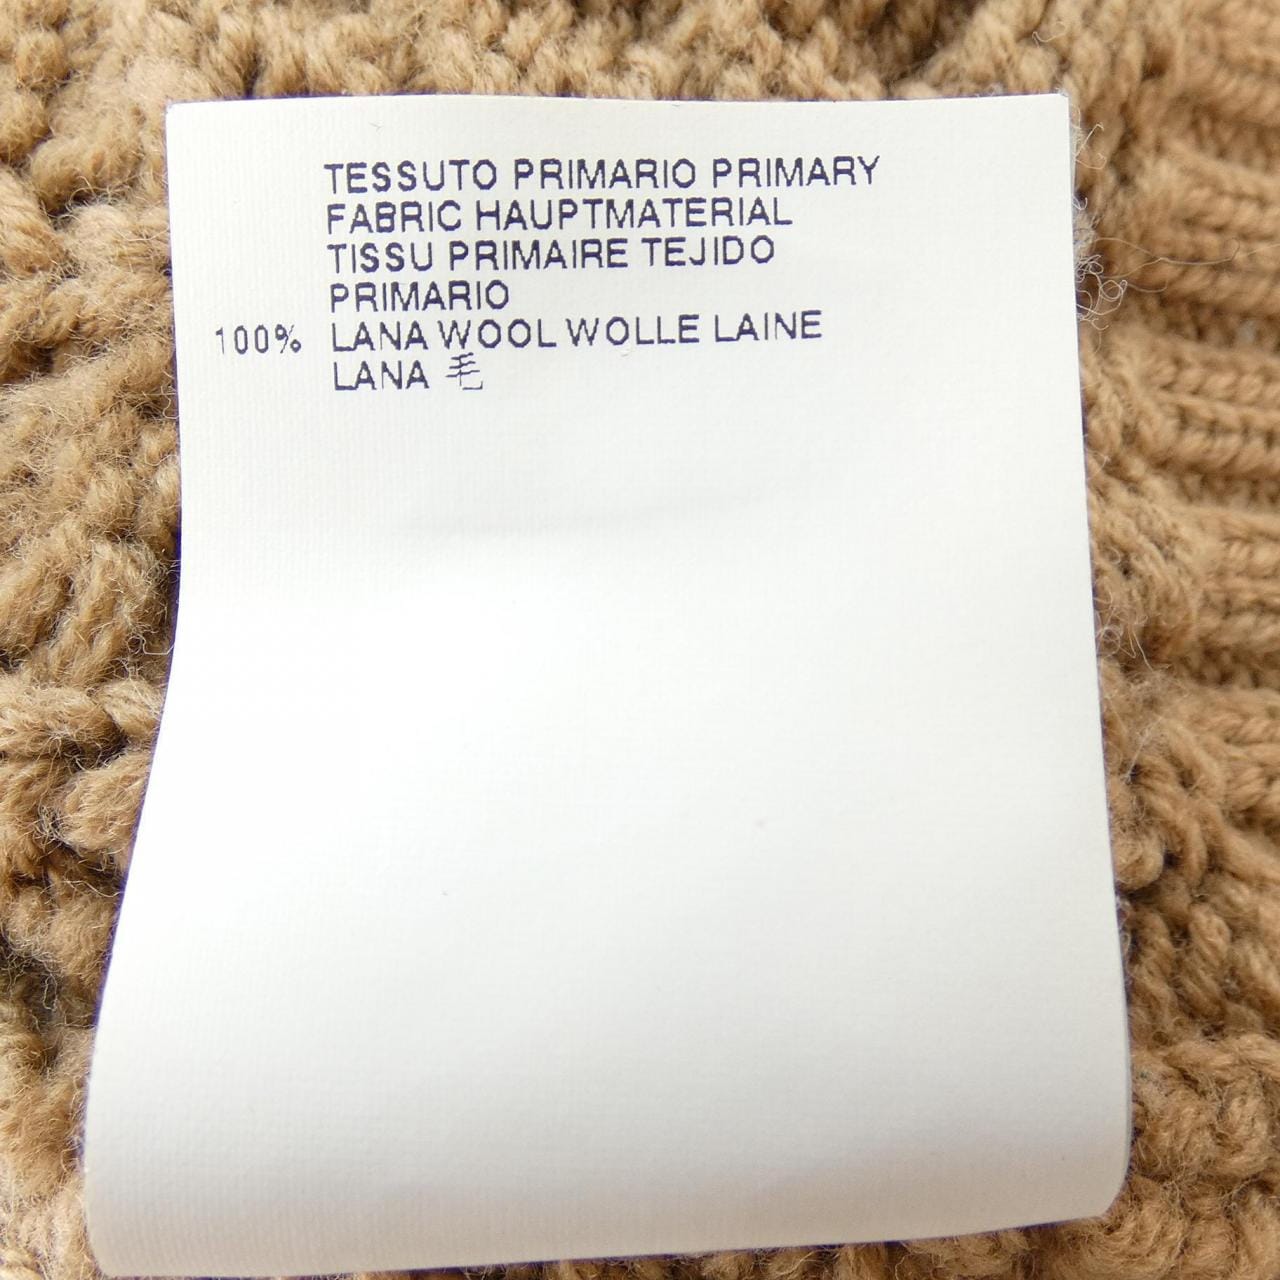 TESSUTO PRIMARIO PRIMARY
FABRIC HAUPTMATERIAL
TISSU PRIMAIRE TEJIDO
PRIMARIO
100% LANA WOOL WOLLE LAINE
LANA 毛